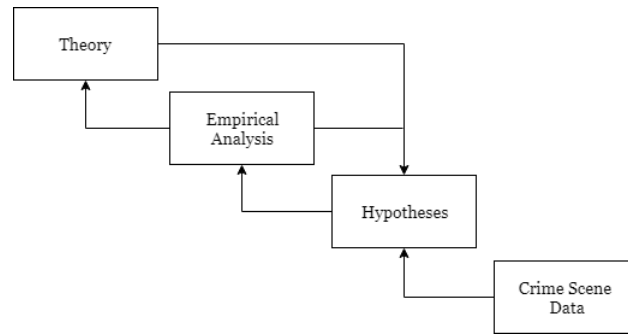 Theory
Empirical
Analysis
Hypotheses
Crime Scene
Data